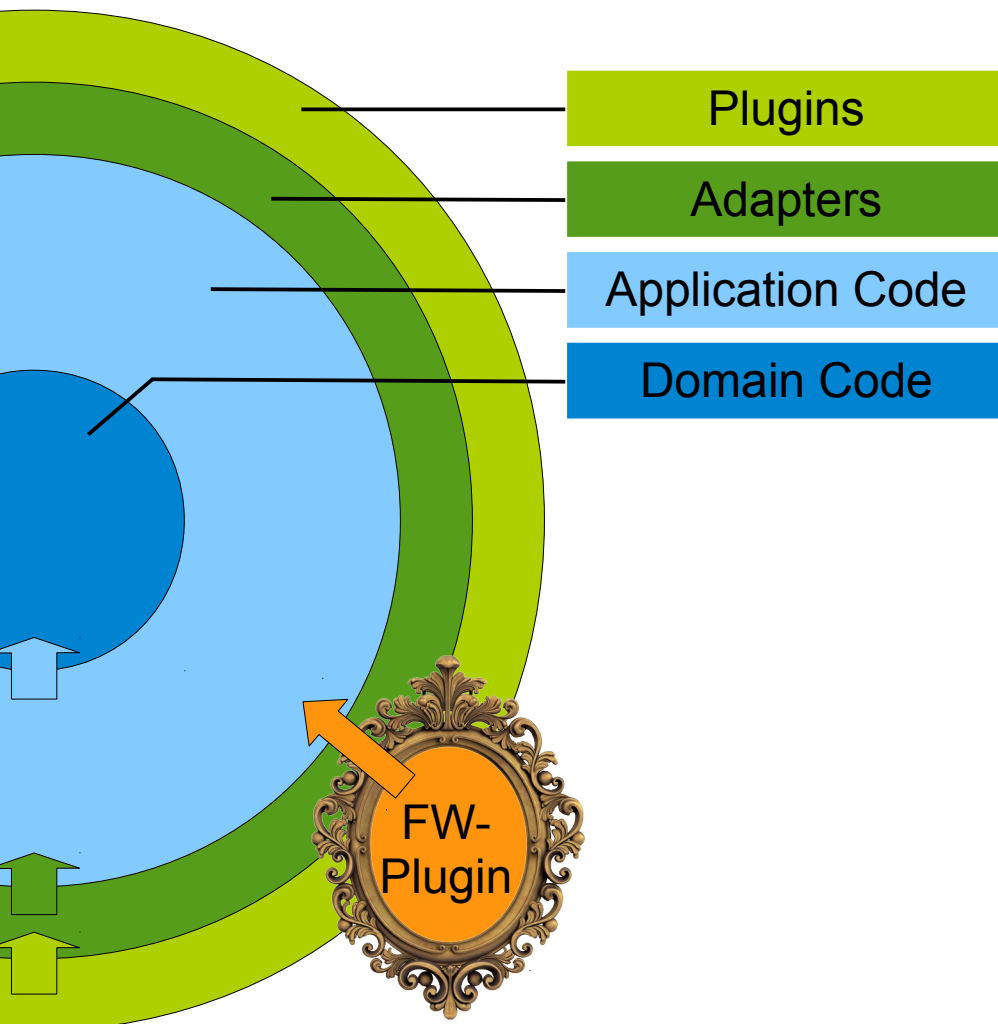 Plugins
Adapters
Application Code
Domain Code
FW-
Plugin